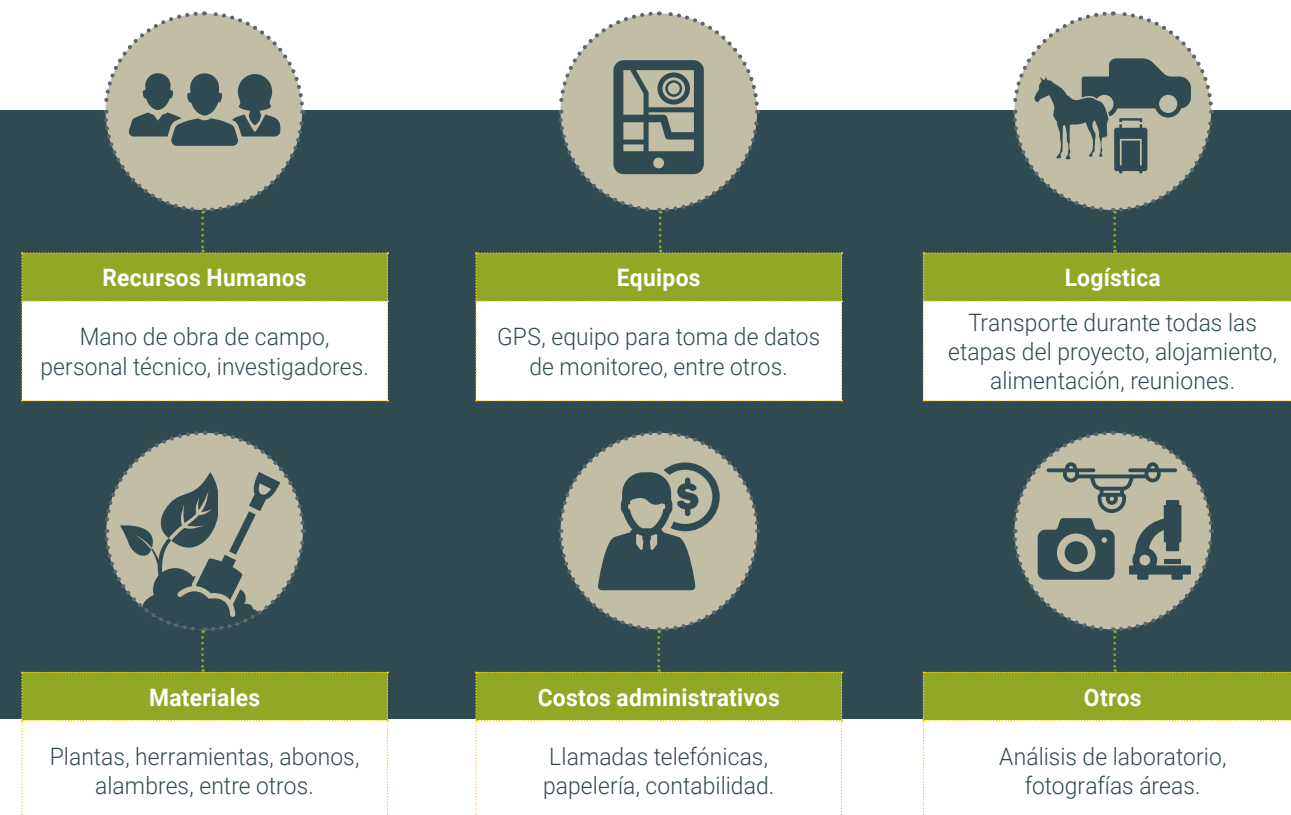 Recursos Humanos
Mano de obra de campo,
personal técnico, investigadores.
Equipos
GPS, equipo para toma de datos
de monitoreo, entre otros.
Logística
Transporte durante todas las
etapas del proyecto, alojamiento,
alimentación, reuniones.
$
Materiales
Plantas, herramientas, abonos,
alambres, entre otros.
Costos administrativos
Llamadas telefónicas,
papelería, contabilidad.
Otros
Análisis de laboratorio,
fotografías áreas.